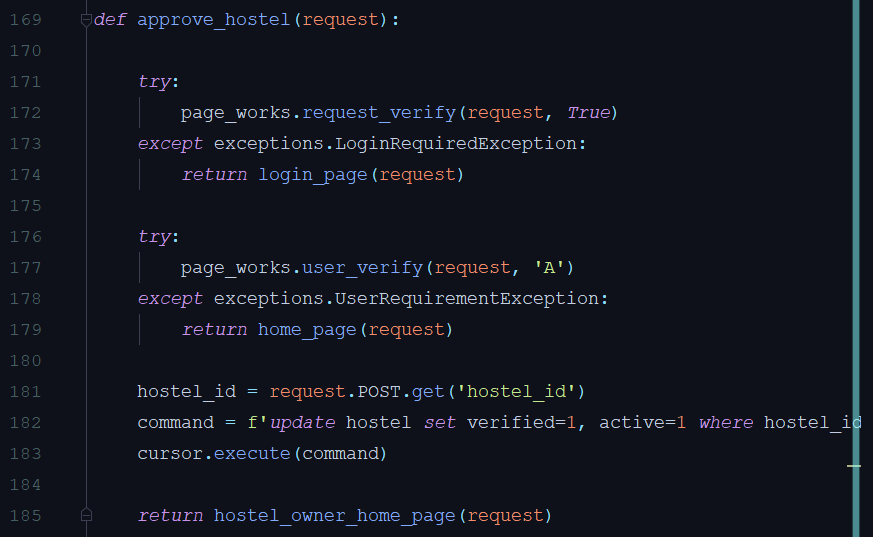 169 def approve_hostel(request):
170
171     try:
172         page_works.request_verify(request, True)
173     except exceptions.LoginRequiredException:
174         return login_page(request)
175
176     try:
177         page_works.user_verify(request, 'A')
178     except exceptions.UserRequirementException:
179         return home_page(request)
180
181     hostel_id = request.POST.get('hostel_id')
182     command = f'update hostel set verified=1, active=1 where hostel_id
183     cursor.execute(command)
184
185     return hostel_owner_home_page(request)